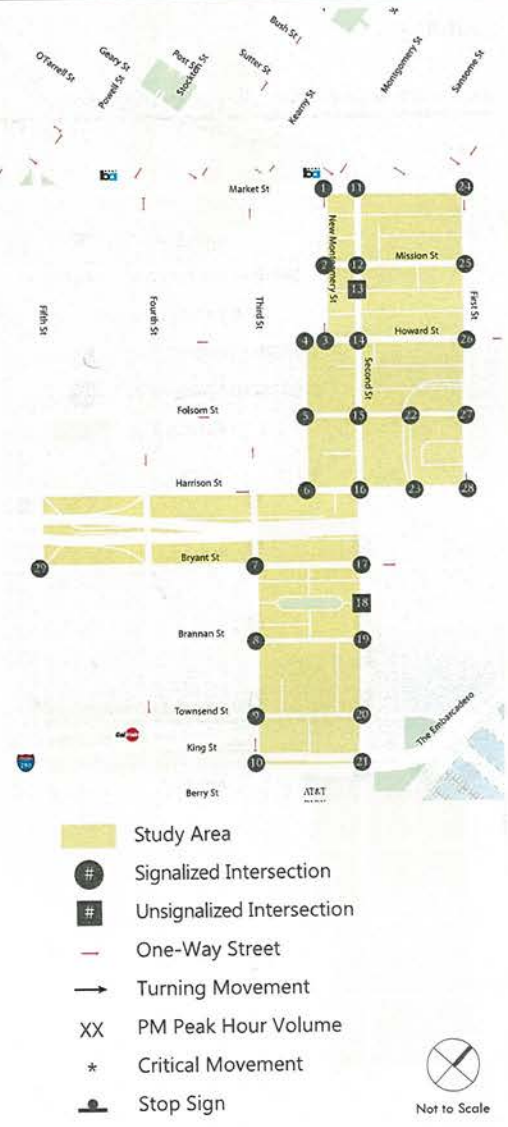 Bush St
St
O'Farrell St
Geary St
Powell St
Post St
Stockton St
Sutter St
Kearny St
Montgomery St
Sansome St
Market St
1
11
24
New Montgomery St
2
12
Mission St
25
13
Fifth St
Fourth St
Third St
First St
4
3
14
Howard St
26
Second St
Folsom St
5
15
22
27
Harrison St
6
16
23
28
29
Bryant St
7
17
18
Brannan St
8
19
Townsend St
9
20
The Embarcadero
King St
10
21
280
Berry St
AT&T
Study Area
# Signalized Intersection
# Unsignalized Intersection
One-Way Street
Turning Movement
XX PM Peak Hour Volume
* Critical Movement
Stop Sign
Not to Scale